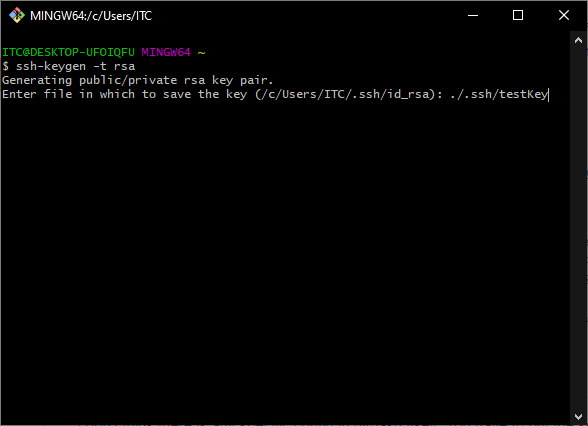 MINGW64:/c/Users/ITC
ITC@DESKTOP-UFOIQFU MINGW64 ~
$ ssh-keygen -t rsa
Generating public/private rsa key pair.
Enter file in which to save the key (/c/Users/ITC/.ssh/id_rsa): ./.ssh/testKey